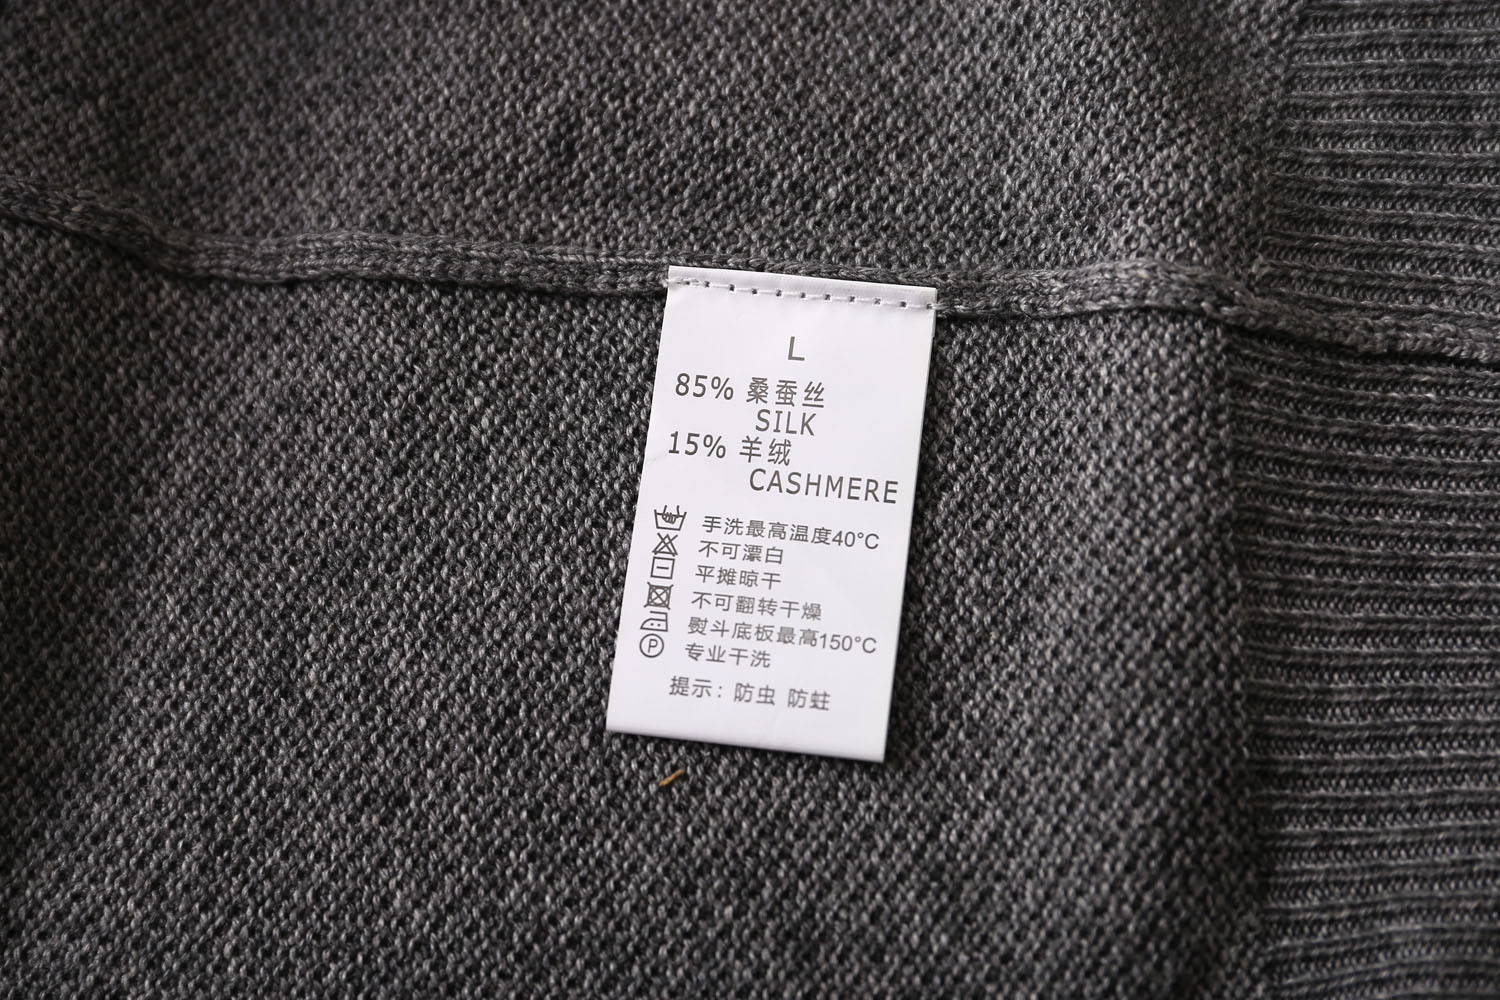 L
85% 桑蚕丝
SILK
15% 羊绒
CASHMERE
手洗最高温度40°C
不可漂白
平摊晾干
不可翻转干燥
熨斗底板最高150°C
P 专业干洗
提示：防虫 防蛀